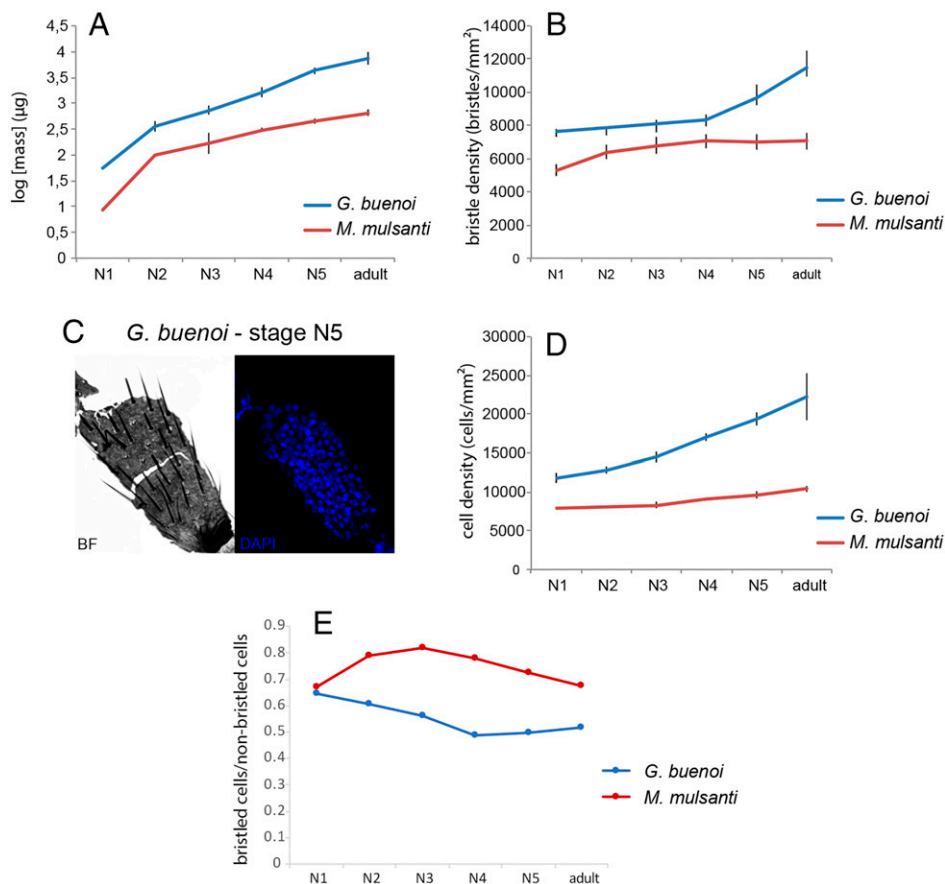 A
log [mass] (µg)
4,5
4
3,5
3
2,5
2
1,5
1
0,5
0
N1 N2 N3 N4 N5 adult
G. buenoi
M. mulsanti
B
bristle density (bristles/mm²)
14000
12000
10000
8000
6000
4000
2000
0
N1 N2 N3 N4 N5 adult
G. buenoi
M. mulsanti
C
G. buenoi - stage N5
BF
DAPI
D
cell density (cells/mm²)
30000
25000
20000
15000
10000
5000
0
N1 N2 N3 N4 N5 adult
G. buenoi
M. mulsanti
E
bristled cells/non-bristled cells
0.9
0.8
0.7
0.6
0.5
0.4
0.3
0.2
0.1
0
N1 N2 N3 N4 N5 adult
G. buenoi
M. mulsanti